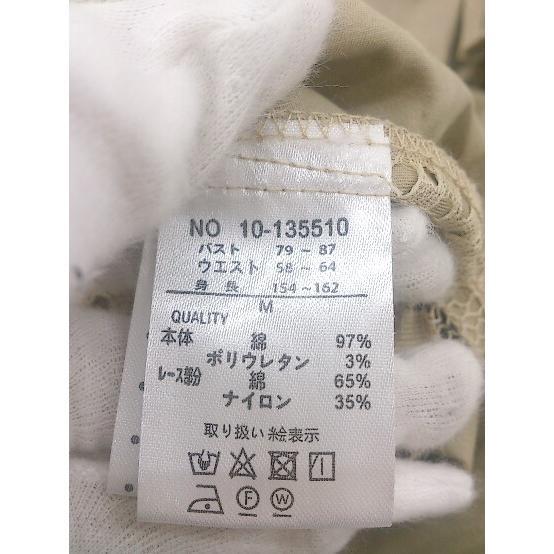 NO 10-135510
バスト 79 ~ 87
ウエスト 58 ~ 64
身長 154~162
M
QUALITY
本体 綿 97%
ポリウレタン 3%
レース部分 綿 65%
ナイロン 35%
取り扱い絵表示
F W